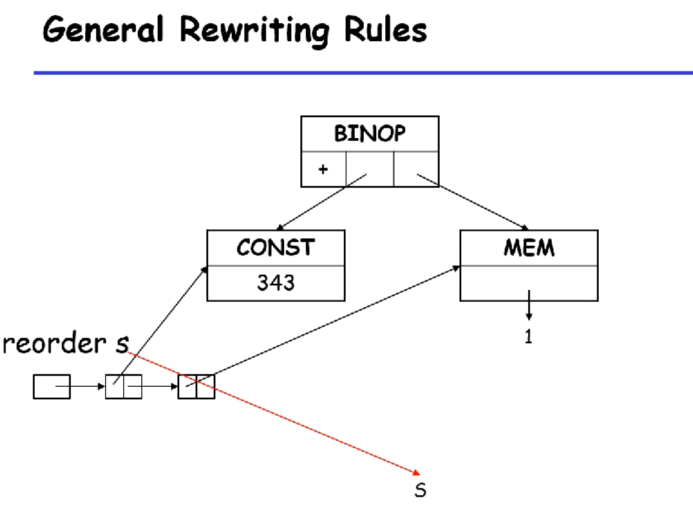 General Rewriting Rules
BINOP
+
CONST
MEM
343
1
reorder s
s